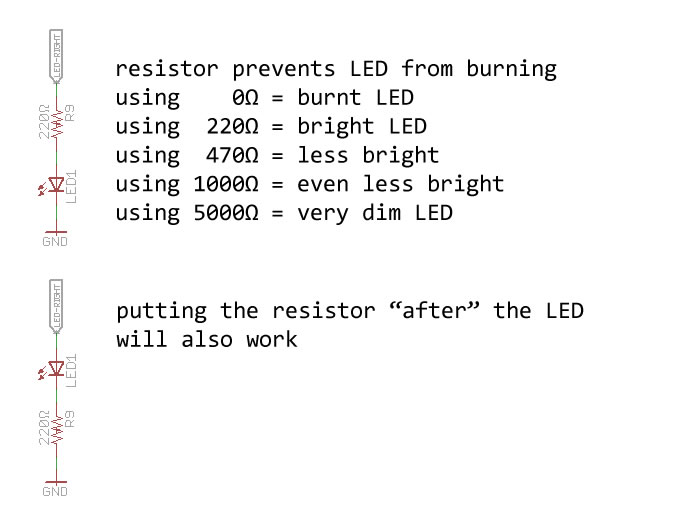 LED-RIGHT
220Ω
R9
LED1
GND
resistor prevents LED from burning
using    0Ω = burnt LED
using  220Ω = bright LED
using  470Ω = less bright
using 1000Ω = even less bright
using 5000Ω = very dim LED
LED-RIGHT
LED1
220Ω
R9
GND
putting the resistor “after” the LED
will also work